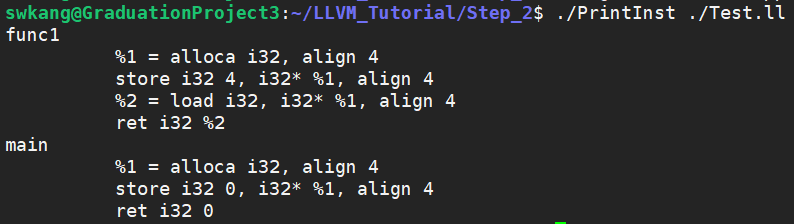 swkang@GraduationProject3:~/LLVM_Tutorial/Step_2$ ./PrintInst ./Test.ll
func1
%1 = alloca i32, align 4
store i32 4, i32* %1, align 4
%2 = load i32, i32* %1, align 4
ret i32 %2
main
%1 = alloca i32, align 4
store i32 0, i32* %1, align 4
ret i32 0